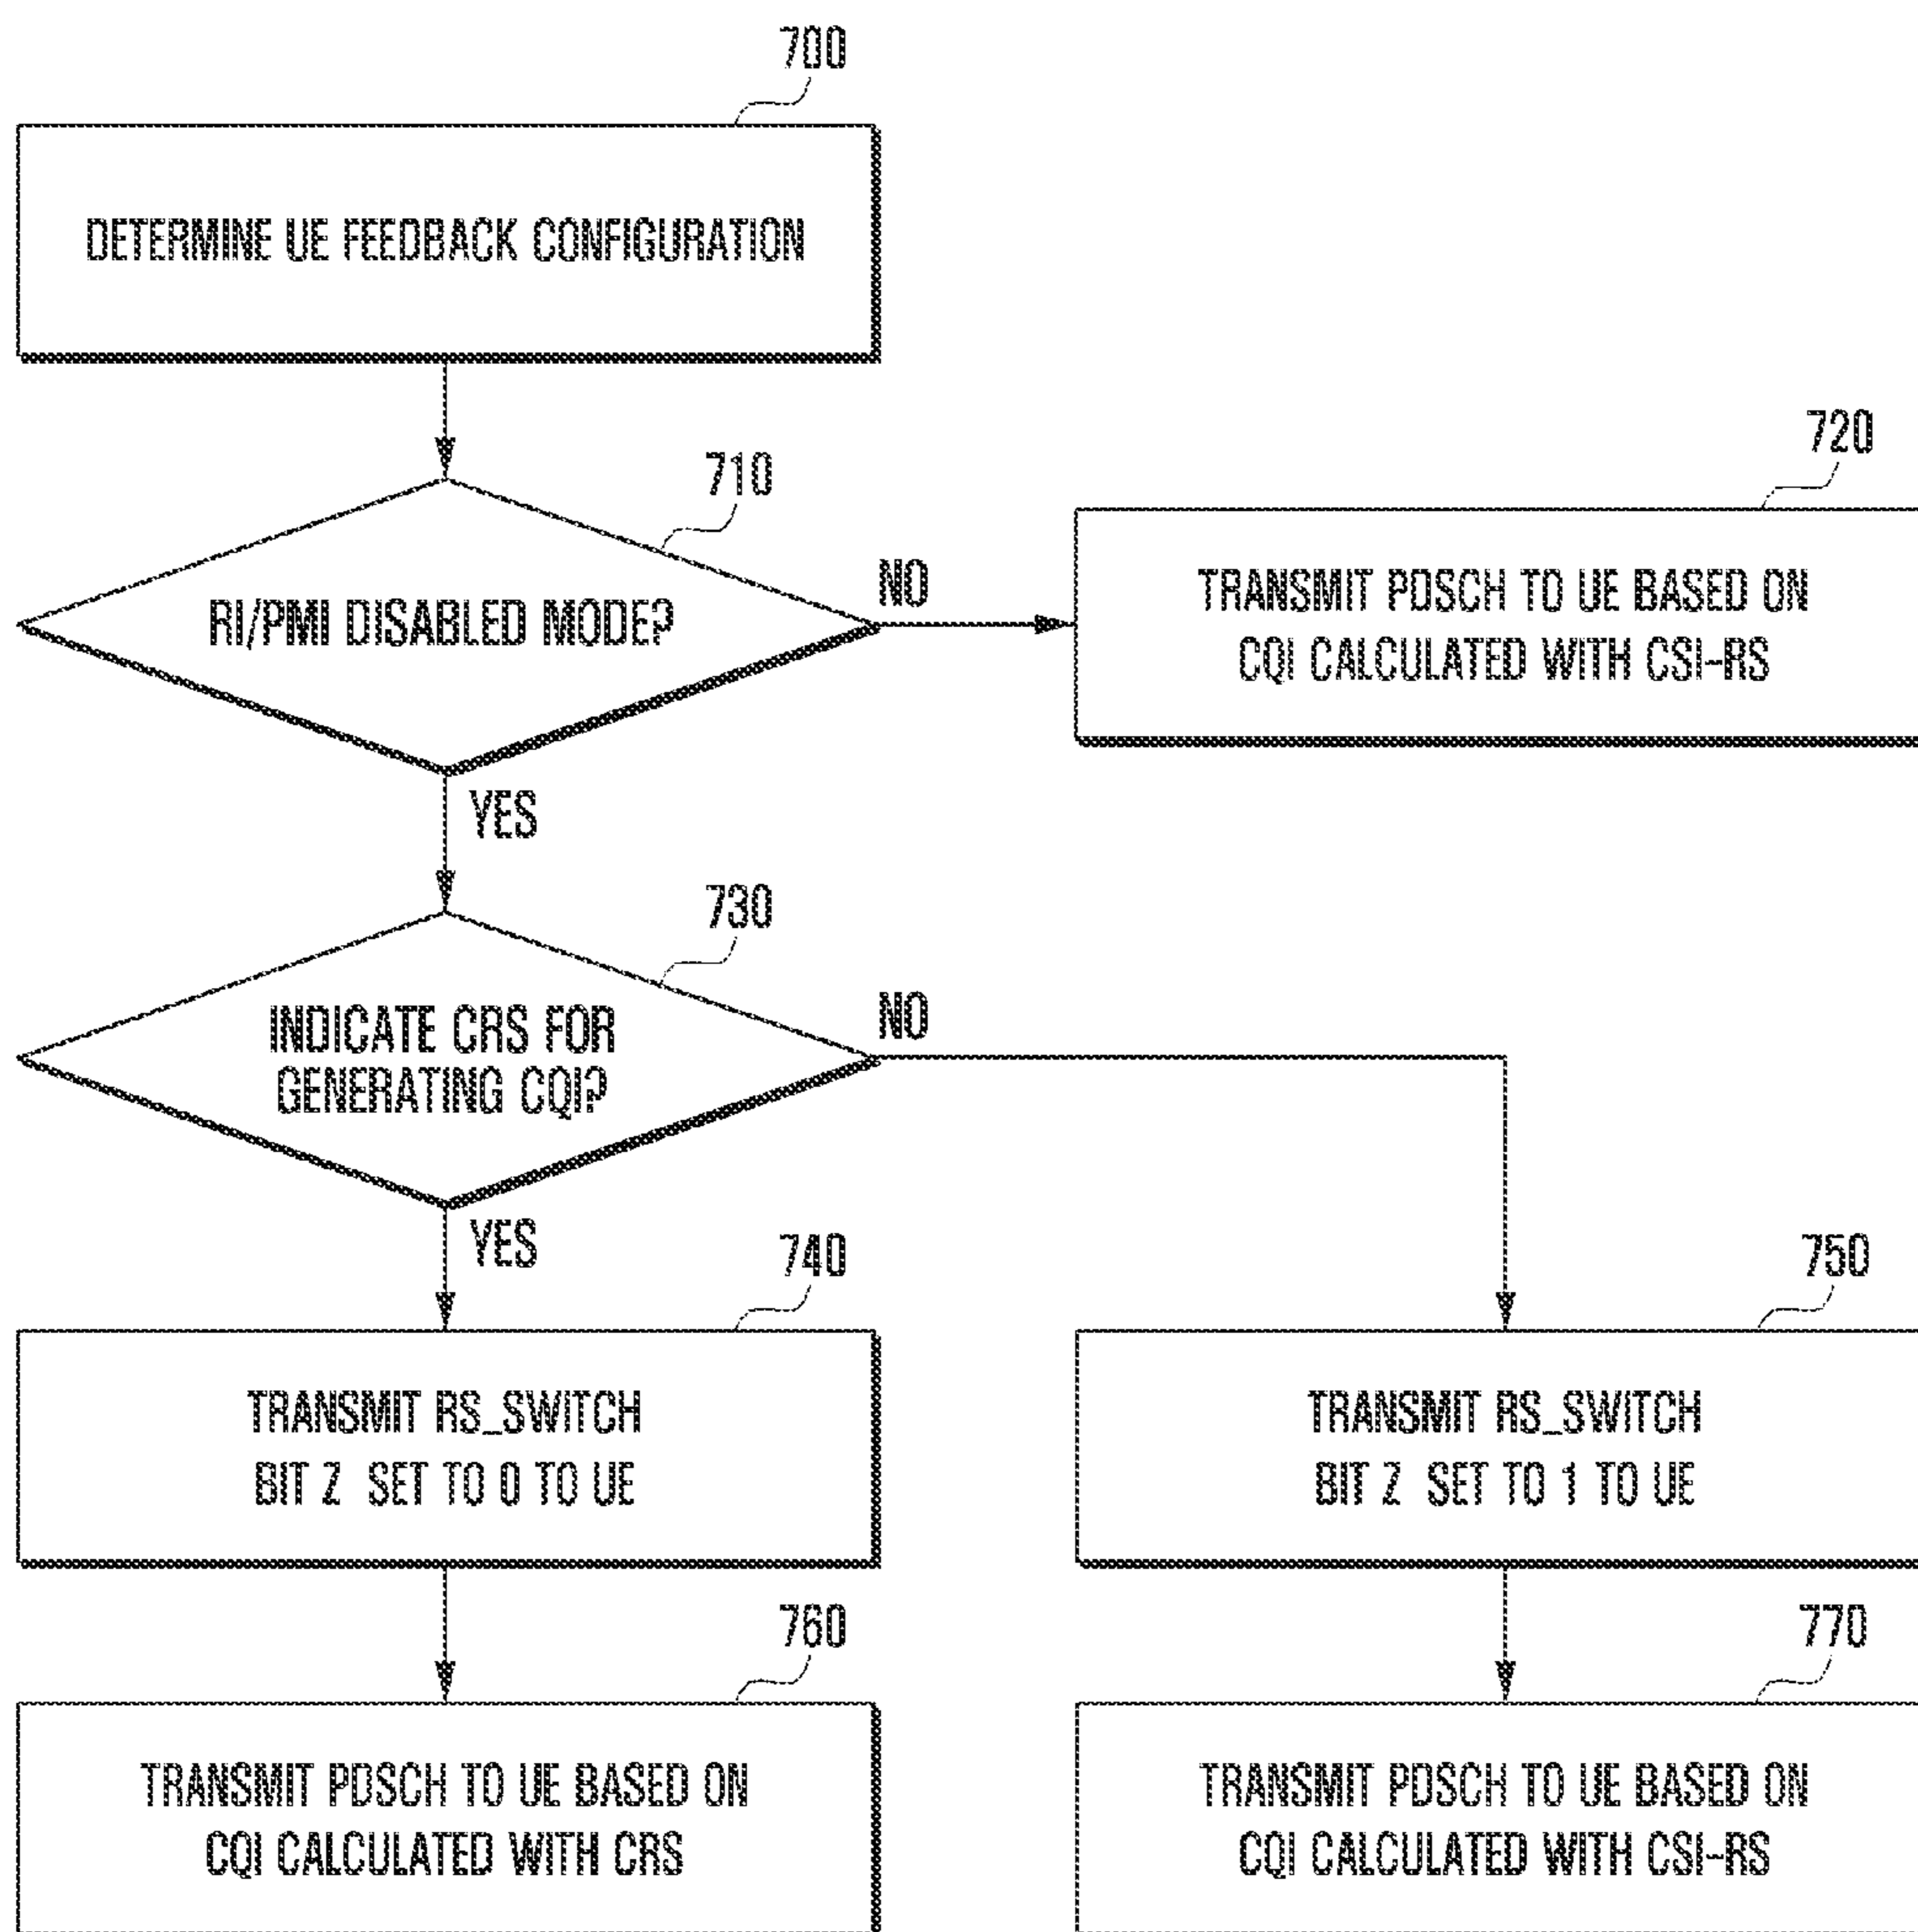 700
DETERMINE UE FEEDBACK CONFIGURATION
710
RI/PMI DISABLED MODE?
NO
720
TRANSMIT PDSCH TO UE BASED ON
CQI CALCULATED WITH CSI-RS
YES
730
INDICATE CRS FOR
GENERATING CQI?
NO
YES
740
TRANSMIT RS_SWITCH
BIT Z SET TO 0 TO UE
750
TRANSMIT RS_SWITCH
BIT Z SET TO 1 TO UE
760
TRANSMIT PDSCH TO UE BASED ON
CQI CALCULATED WITH CRS
770
TRANSMIT PDSCH TO UE BASED ON
CQI CALCULATED WITH CSI-RS